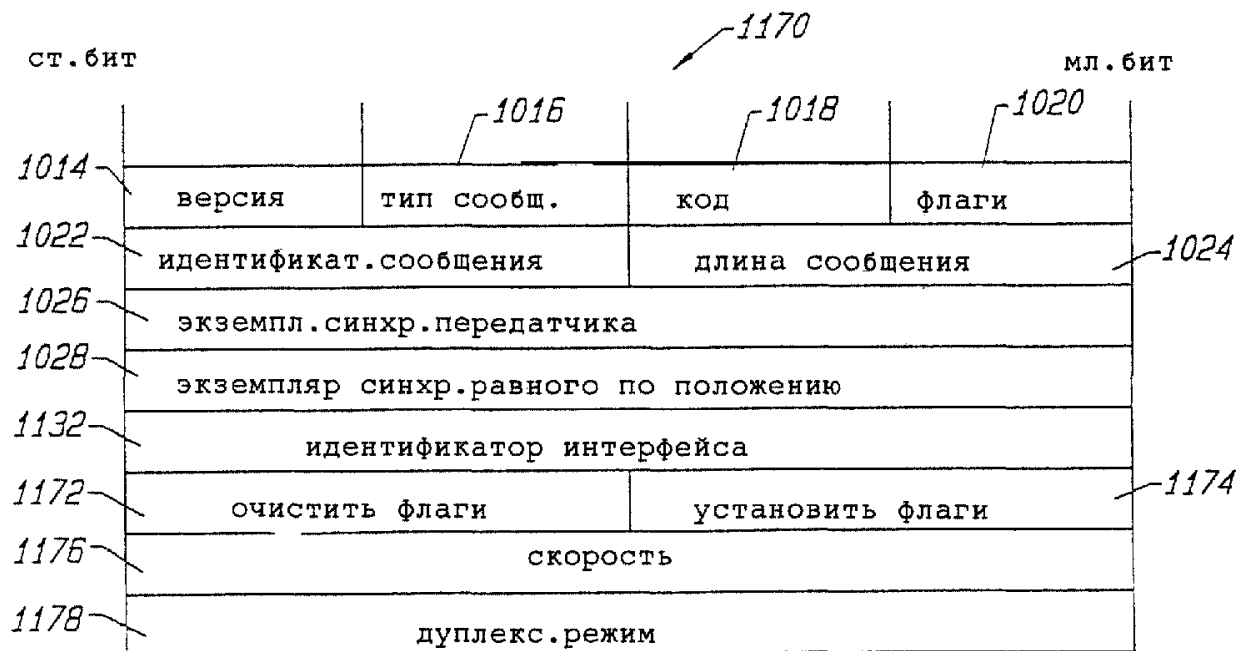 1170
ст.бит
мл.бит
1016 1018 1020
1014 версия тип сообщ. код флаги
1022 идентификат.сообщения длина сообщения 1024
1026 экземпл.синхр.передатчика
1028 экземпляр синхр.равного по положению
1132 идентификатор интерфейса
1172 очистить флаги установить флаги 1174
1176 скорость
1178 дуплекс.режим